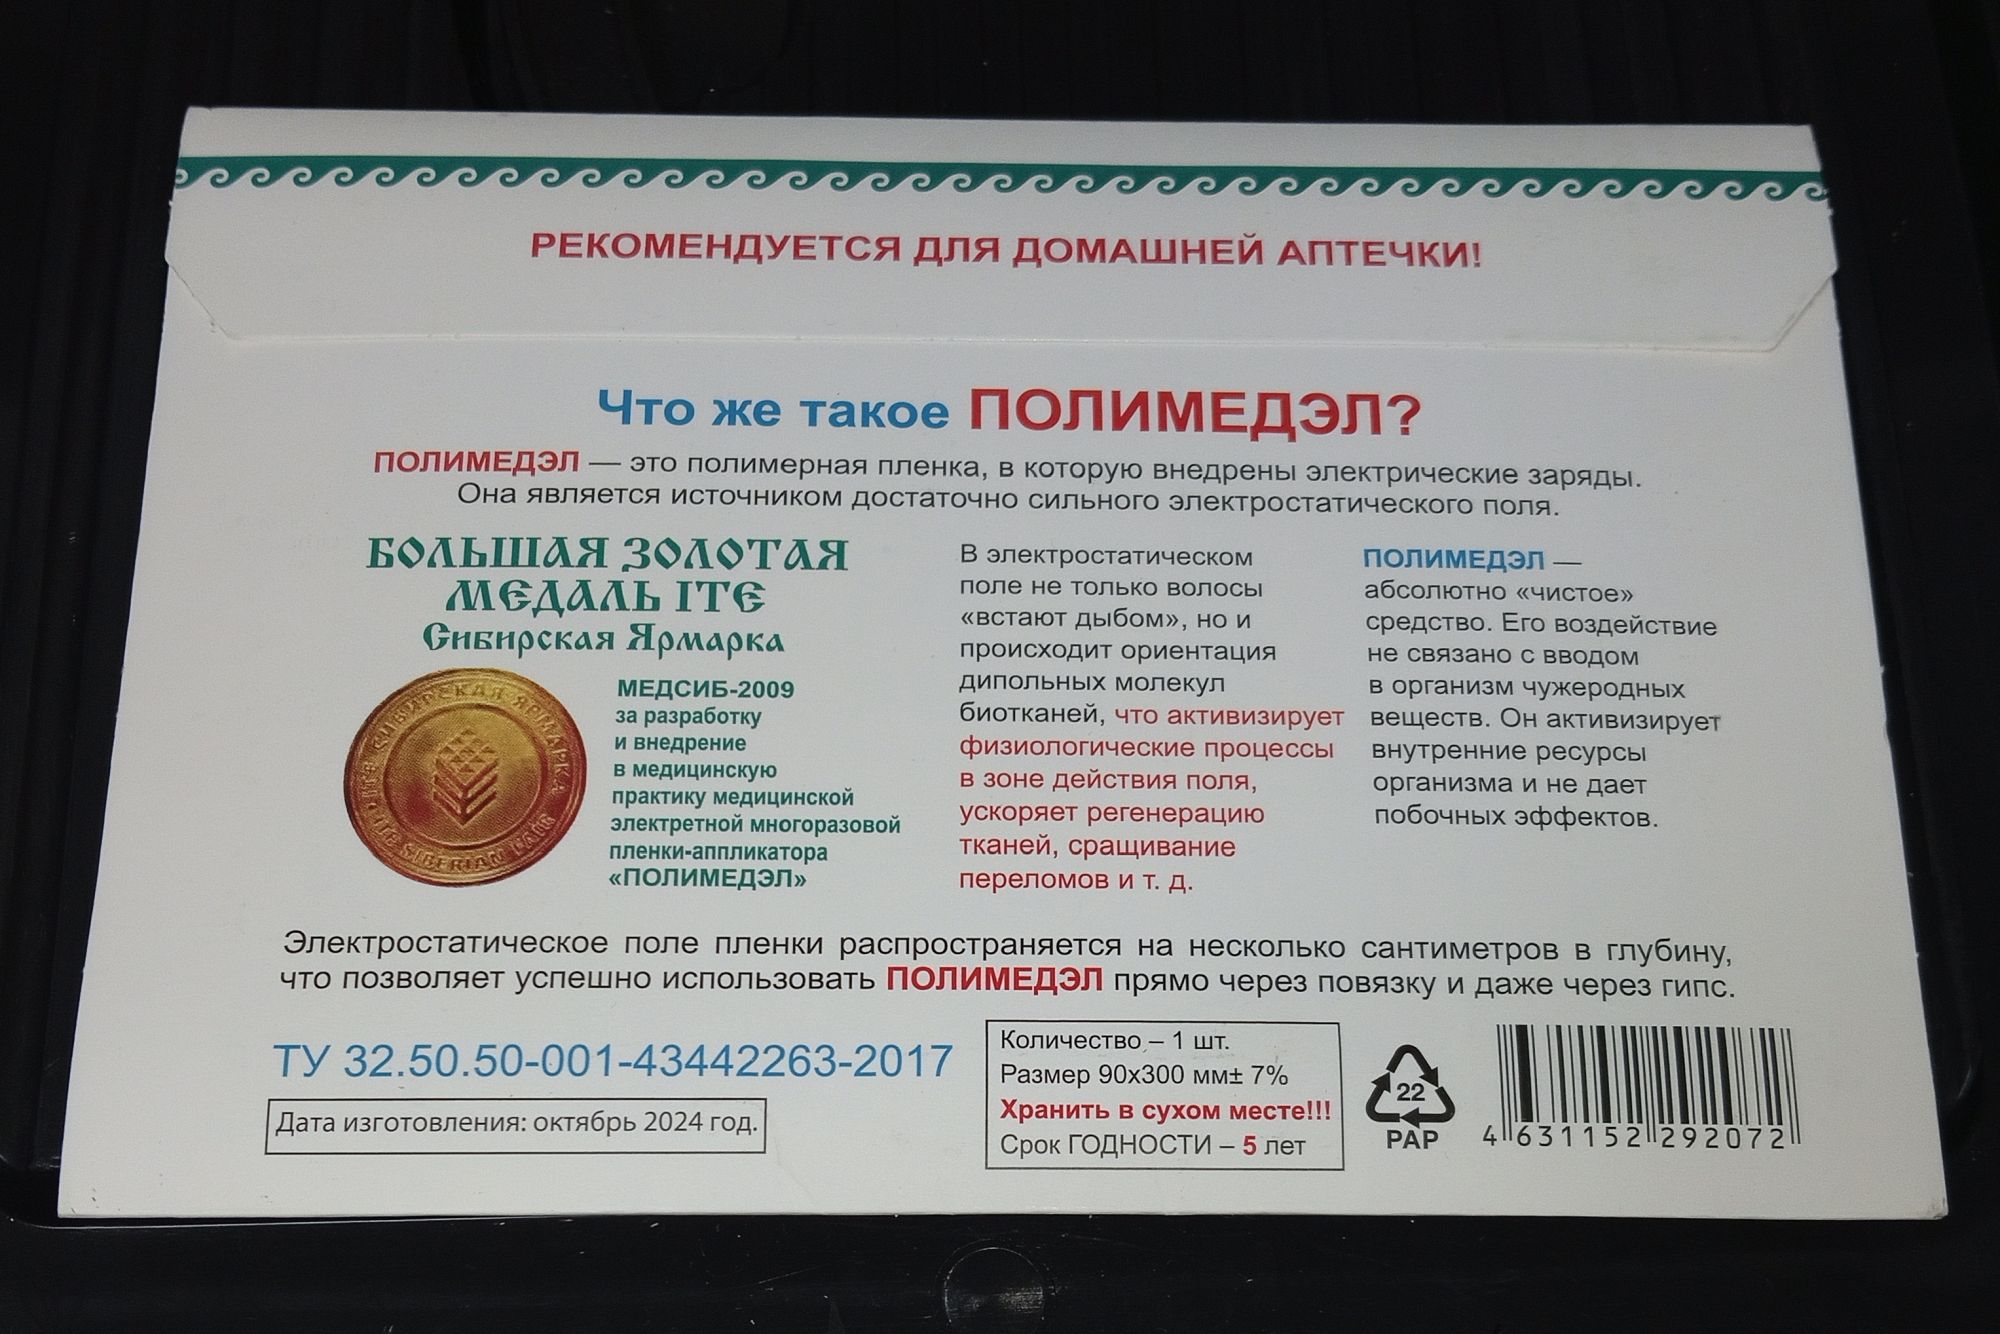 РЕКОМЕНДУЕТСЯ ДЛЯ ДОМАШНЕЙ АПТЕЧКИ!
Что же такое ПОЛИМЕДЭЛ?
ПОЛИМЕДЭЛ — это полимерная пленка, в которую внедрены электрические заряды.
Она является источником достаточно сильного электростатического поля.
БОЛЬШАЯ ЗОЛОТАЯ
МЕДАЛЬ ITE
Сибирская Ярмарка
ITE СИБИРСКАЯ ЯРМАРКА
ITE SIBERIAN FAIR
МЕДСИБ-2009
за разработку
и внедрение
в медицинскую
практику медицинской
электретной многоразовой
пленки-аппликатора
«ПОЛИМЕДЭЛ»
В электростатическом
поле не только волосы
«встают дыбом», но и
происходит ориентация
дипольных молекул
биотканей, что активизирует
физиологические процессы
в зоне действия поля,
ускоряет регенерацию
тканей, сращивание
переломов и т. д.
ПОЛИМЕДЭЛ —
абсолютно «чистое»
средство. Его воздействие
не связано с вводом
в организм чужеродных
веществ. Он активизирует
внутренние ресурсы
организма и не дает
побочных эффектов.
Электростатическое поле пленки распространяется на несколько сантиметров в глубину,
что позволяет успешно использовать ПОЛИМЕДЭЛ прямо через повязку и даже через гипс.
ТУ 32.50.50-001-43442263-2017
Дата изготовления: октябрь 2024 год.
Количество – 1 шт.
Размер 90х300 мм± 7%
Хранить в сухом месте!!!
Срок ГОДНОСТИ – 5 лет
22
PAP
4 631152 292072